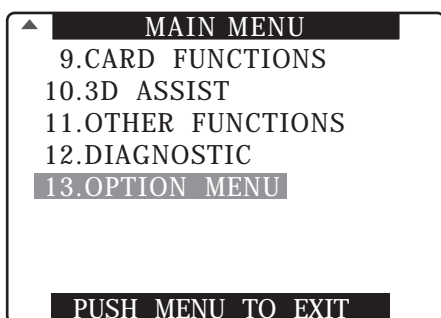 MAIN MENU
9.CARD FUNCTIONS
10.3D ASSIST
11.OTHER FUNCTIONS
12.DIAGNOSTIC
13.OPTION MENU
PUSH MENU TO EXIT